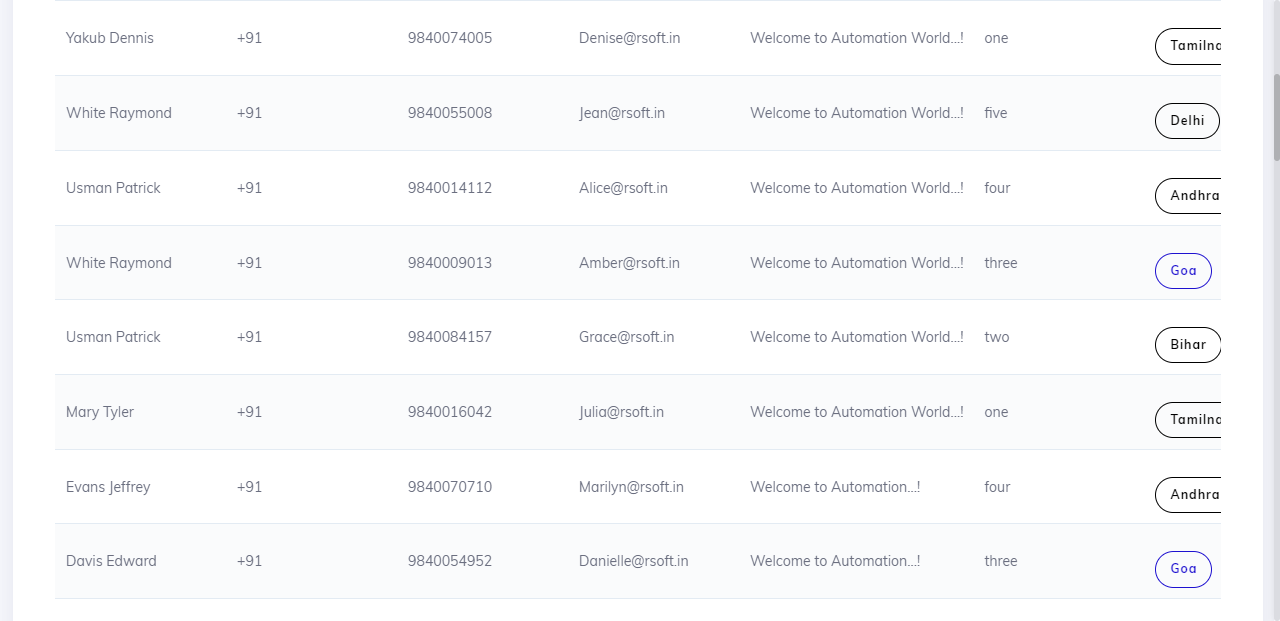 Yakub Dennis +91 9840074005 Denise@rsoft.in Welcome to Automation World...! one
White Raymond +91 9840055008 Jean@rsoft.in Welcome to Automation World...! five Delhi
Usman Patrick +91 9840014112 Alice@rsoft.in Welcome to Automation World...! four Andhra
White Raymond +91 9840009013 Amber@rsoft.in Welcome to Automation World...! three Goa
Usman Patrick +91 9840084157 Grace@rsoft.in Welcome to Automation World...! two Bihar
Mary Tyler +91 9840016042 Julia@rsoft.in Welcome to Automation World...! one
Evans Jeffrey +91 9840070710 Marilyn@rsoft.in Welcome to Automation...! four Andhra
Davis Edward +91 9840054952 Danielle@rsoft.in Welcome to Automation...! three Goa